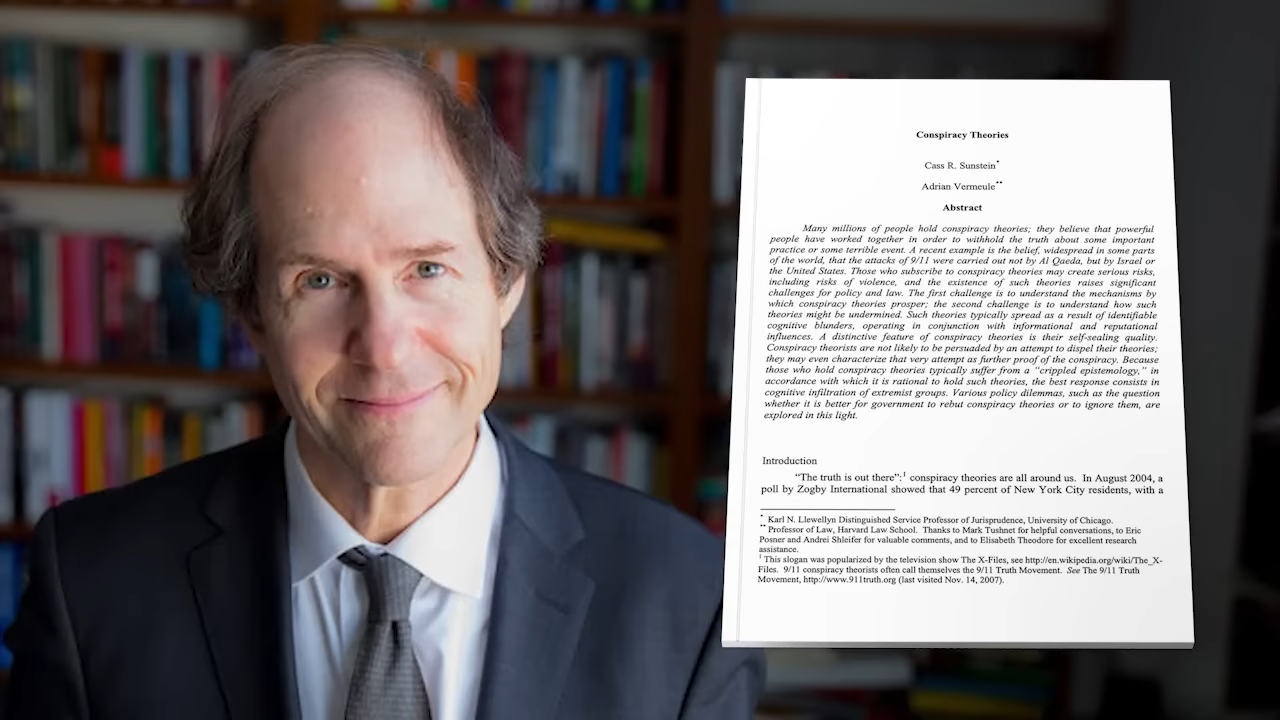 Conspiracy Theories
Cass R. Sunstein*
Adrian Vermeule**
Abstract
Many millions of people hold conspiracy theories; they believe that powerful
people have worked together in order to withhold the truth about some important
practice or some terrible event. A recent example is the belief, widespread in some parts
of the world, that the attacks of 9/11 were carried out not by Al Qaeda, but by Israel or
the United States. Those who subscribe to conspiracy theories may create serious risks,
including risks of violence, and the existence of such theories raises significant
challenges for policy and law. The first challenge is to understand the mechanisms by
which conspiracy theories prosper; the second challenge is to understand how such
theories might be undermined. Such theories typically spread as a result of identifiable
cognitive blunders, operating in conjunction with informational and reputational
influences. A distinctive feature of conspiracy theories is their self-sealing quality.
Conspiracy theorists are not likely to be persuaded by an attempt to dispel their theories;
they may even characterize that very attempt as further proof of the conspiracy. Because
those who hold conspiracy theories typically suffer from a “crippled epistemology,” in
accordance with which it is rational to hold such theories, the best response consists in
cognitive infiltration of extremist groups. Various policy dilemmas, such as the question
whether it is better for government to rebut conspiracy theories or to ignore them, are
explored in this light.
Introduction
“The truth is out there”:1 conspiracy theories are all around us. In August 2004, a
poll by Zogby International showed that 49 percent of New York City residents, with a
* Karl N. Llewellyn Distinguished Service Professor of Jurisprudence, University of Chicago.
** Professor of Law, Harvard Law School. Thanks to Mark Tushnet for helpful conversations, to Eric
Posner and Andrei Shleifer for valuable comments, and to Elisabeth Theodore for excellent research
assistance.
1 This slogan was popularized by the television show The X-Files, see http://en.wikipedia.org/wiki/The_X-
Files. 9/11 conspiracy theorists often call themselves the 9/11 Truth Movement. See The 9/11 Truth
Movement, http://www.911truth.org (last visited Nov. 14, 2007).